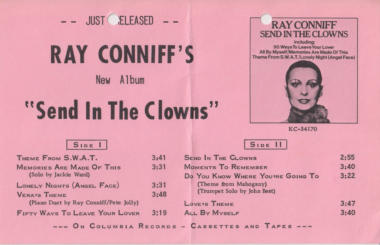 -- JUST RELEASED --
RAY CONNIFF'S
New Album
"Send In The Clowns"
RAY CONNIFF
SEND IN THE CLOWNS
Including:
50 Ways To Leave Your Lover
All By Myself/Memories Are Made Of This
Theme From S.W.A.T./Lonely Night (Angel Face)
KC-34170
SIDE I
THEME FROM S.W.A.T. 3:41
MEMORIES ARE MADE OF THIS 3:31
(Solo by Jackie Ward)
LONELY NIGHTS (ANGEL FACE) 3:31
VERA'S THEME 3:48
(Piano Duet by Ray Conniff/Pete Jolly)
FIFTY WAYS TO LEAVE YOUR LOVER 3:19
SIDE II
SEND IN THE CLOWNS 2:55
MOMENTS TO REMEMBER 3:40
DO YOU KNOW WHERE YOU'RE GOING TO 3:22
(Theme from Mahogany)
(Trumpet Solo by John Best)
LOVE'S THEME 3:47
ALL BY MYSELF 3:40
-- ON COLUMBIA RECORDS - CASSETTES AND TAPES --